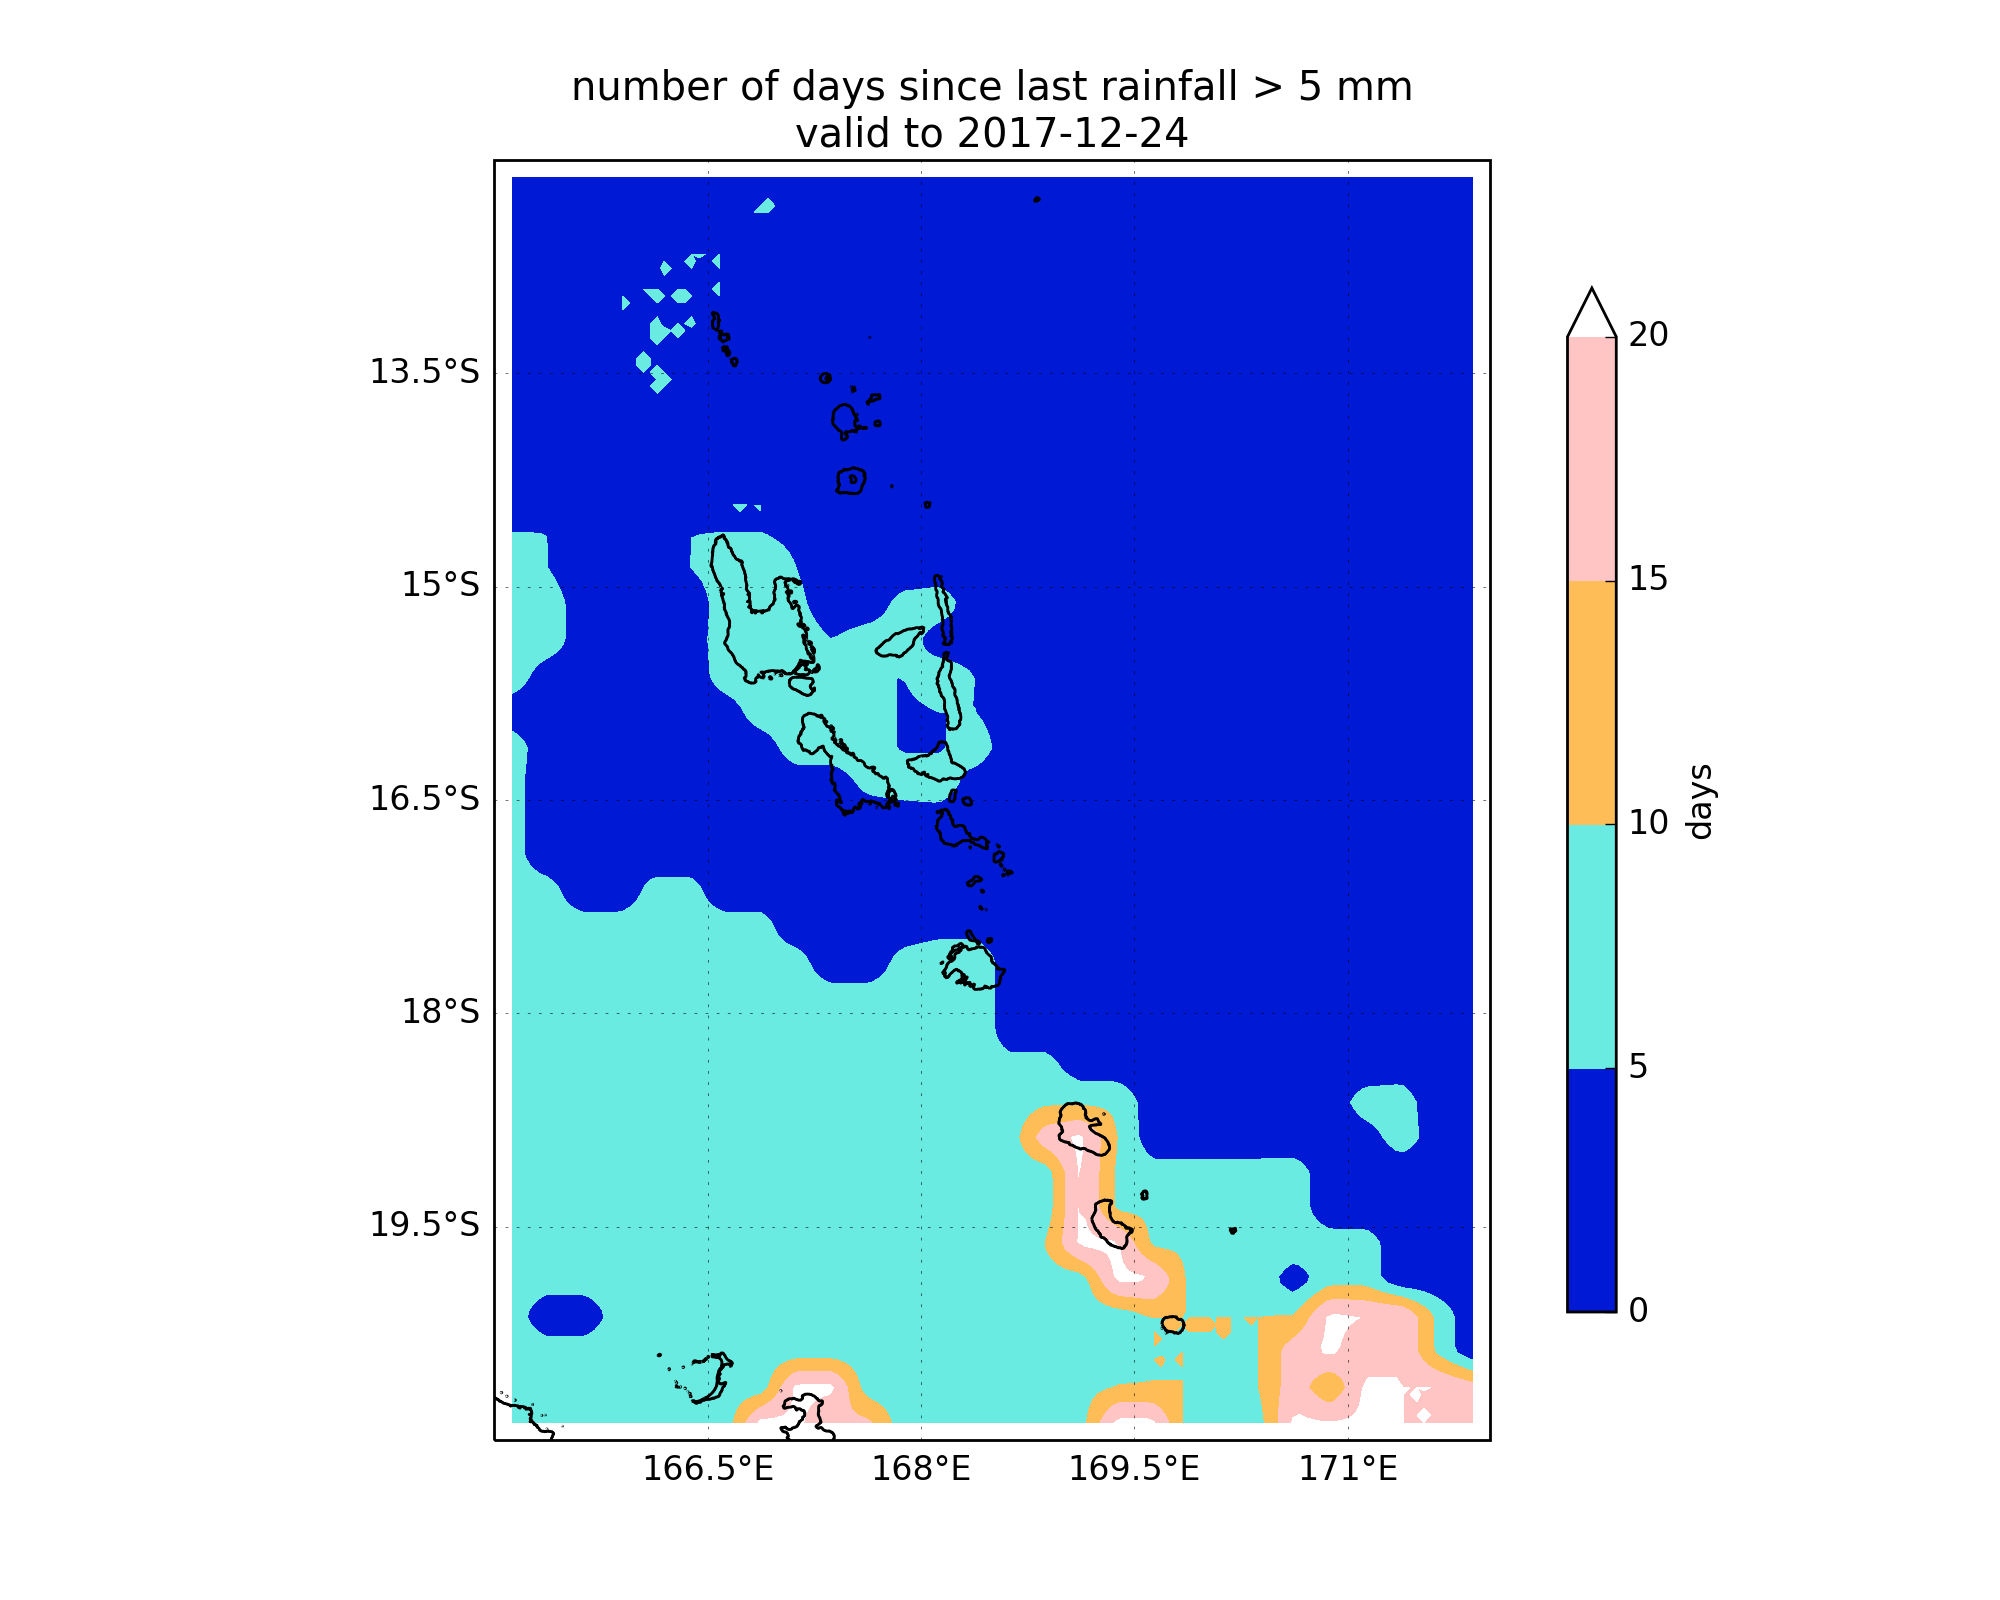 number of days since last rainfall > 5 mm
valid to 2017-12-24
13.5°S
15°S
16.5°S
18°S
19.5°S
166.5°E
168°E
169.5°E
171°E
20
15
10
5
0
days